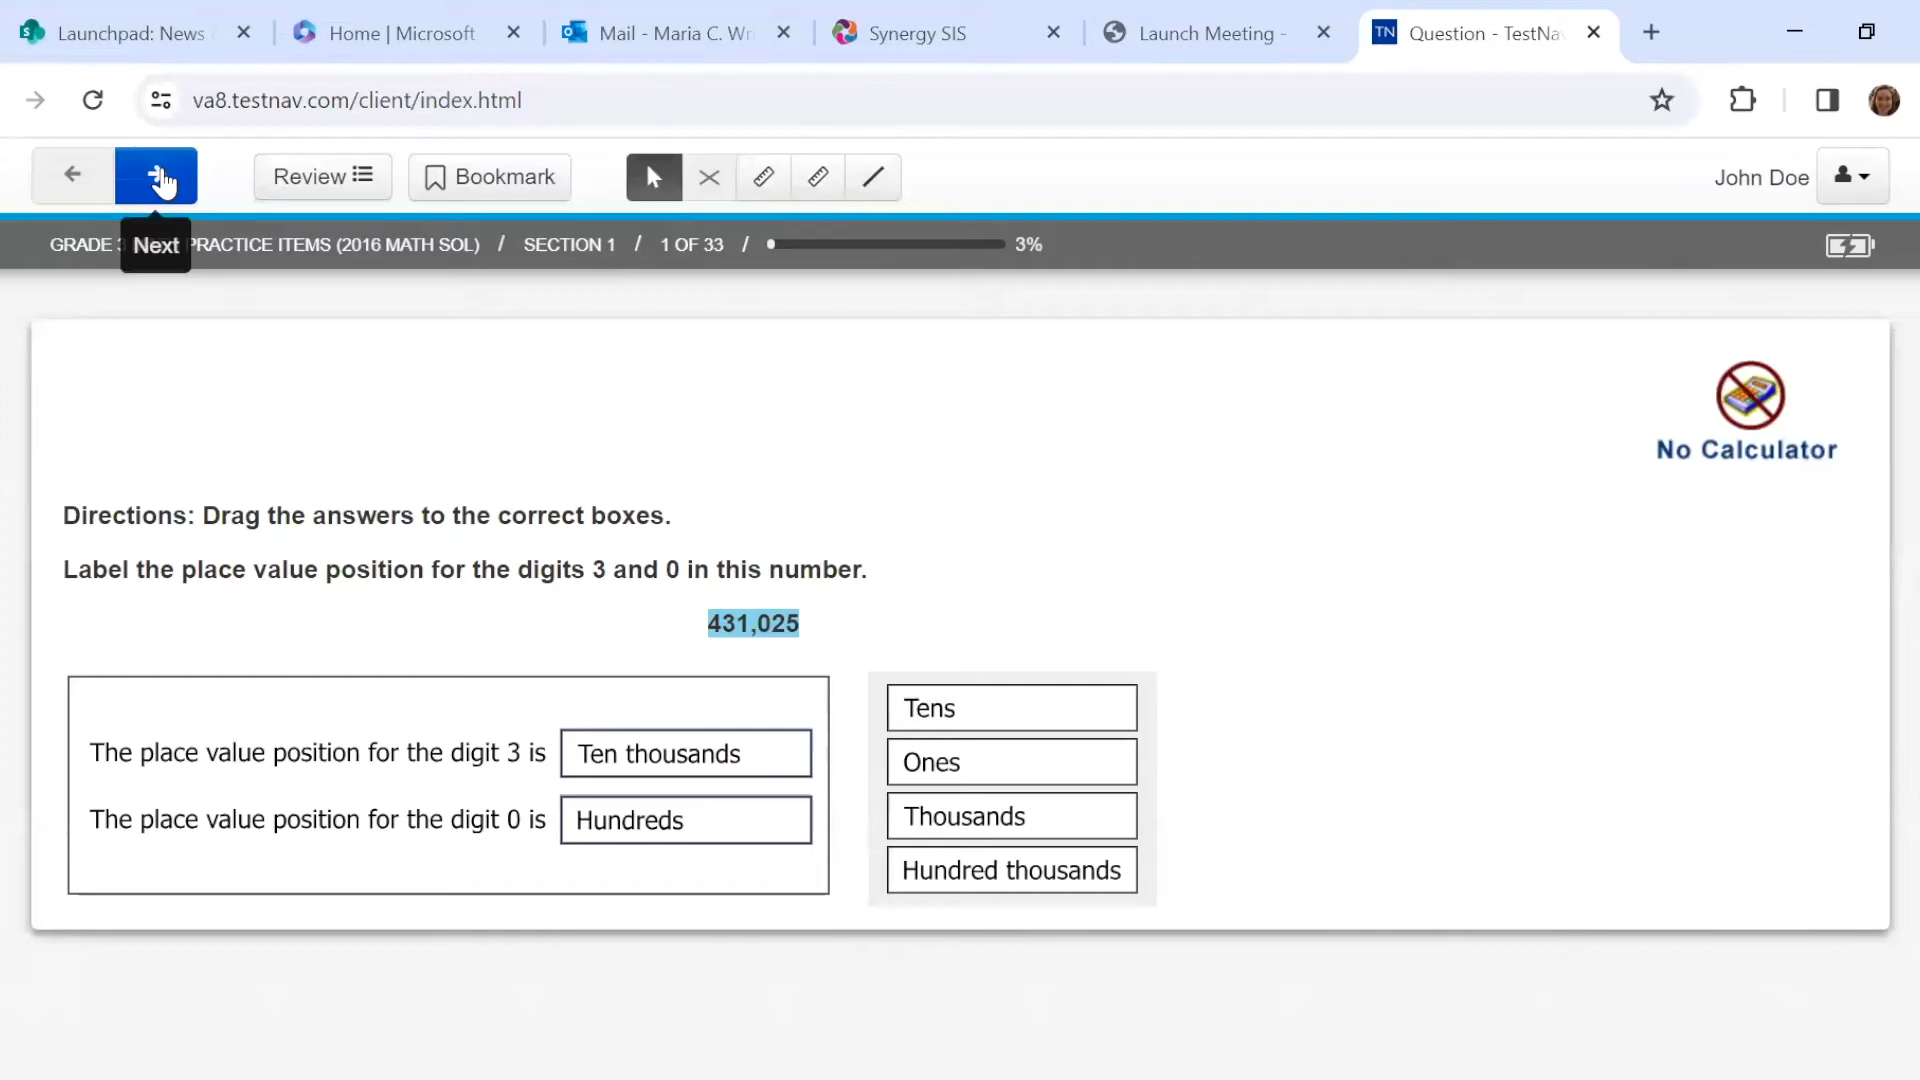 Launchpad: News
Home | Microsoft
Mail - Maria C. Wr
Synergy SIS
Launch Meeting -
TN Question - TestNav
va8.testnav.com/client/index.html
Review
Bookmark
John Doe
Next
GRADE 3 PRACTICE ITEMS (2016 MATH SOL) / SECTION 1 / 1 OF 33 / 3%
No Calculator
Directions: Drag the answers to the correct boxes.
Label the place value position for the digits 3 and 0 in this number.
431,025
The place value position for the digit 3 is Ten thousands
The place value position for the digit 0 is Hundreds
Tens
Ones
Thousands
Hundred thousands